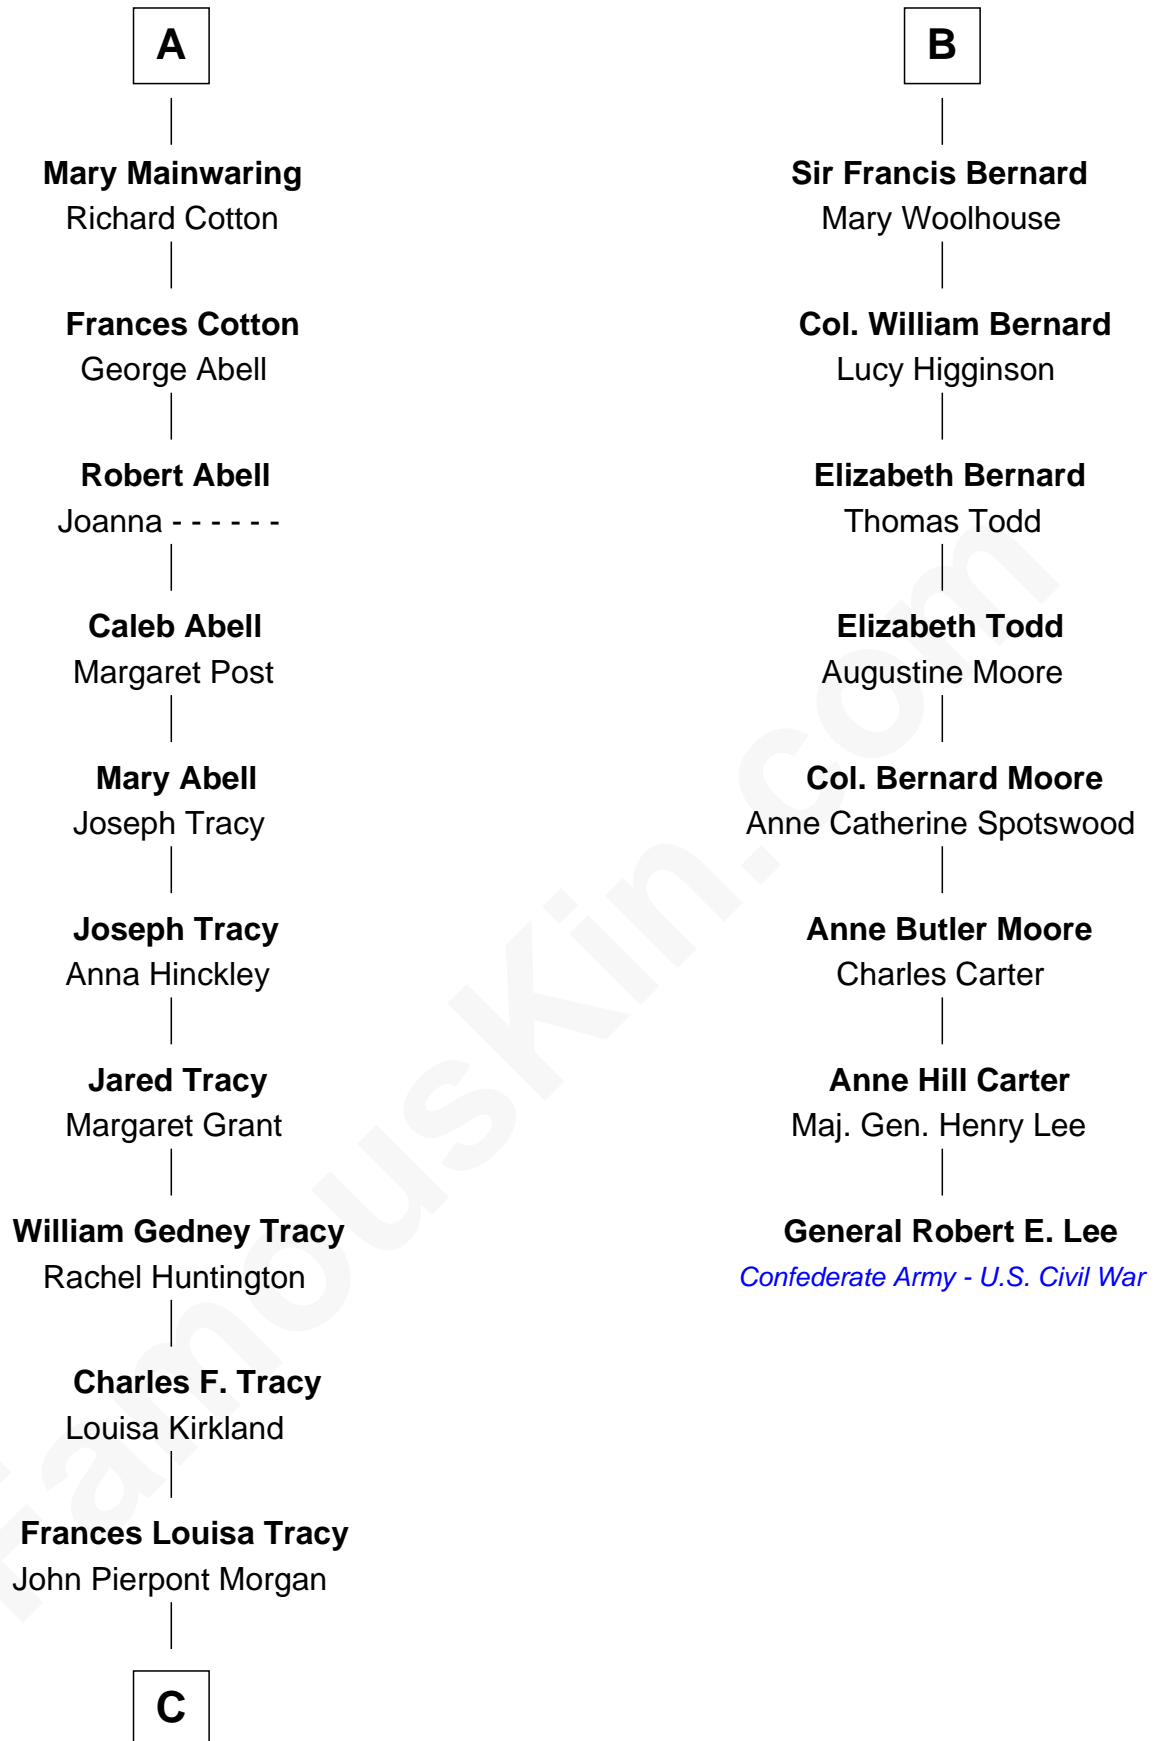 A
Mary Mainwaring
Richard Cotton
Frances Cotton
George Abell
Robert Abell
Joanna - - - - - -
Caleb Abell
Margaret Post
Mary Abell
Joseph Tracy
Joseph Tracy
Anna Hinckley
Jared Tracy
Margaret Grant
William Gedney Tracy
Rachel Huntington
Charles F. Tracy
Louisa Kirkland
Frances Louisa Tracy
John Pierpont Morgan
C
B
Sir Francis Bernard
Mary Woolhouse
Col. William Bernard
Lucy Higginson
Elizabeth Bernard
Thomas Todd
Elizabeth Todd
Augustine Moore
Col. Bernard Moore
Anne Catherine Spotswood
Anne Butler Moore
Charles Carter
Anne Hill Carter
Maj. Gen. Henry Lee
General Robert E. Lee
Confederate Army - U.S. Civil War
FamousKin.com